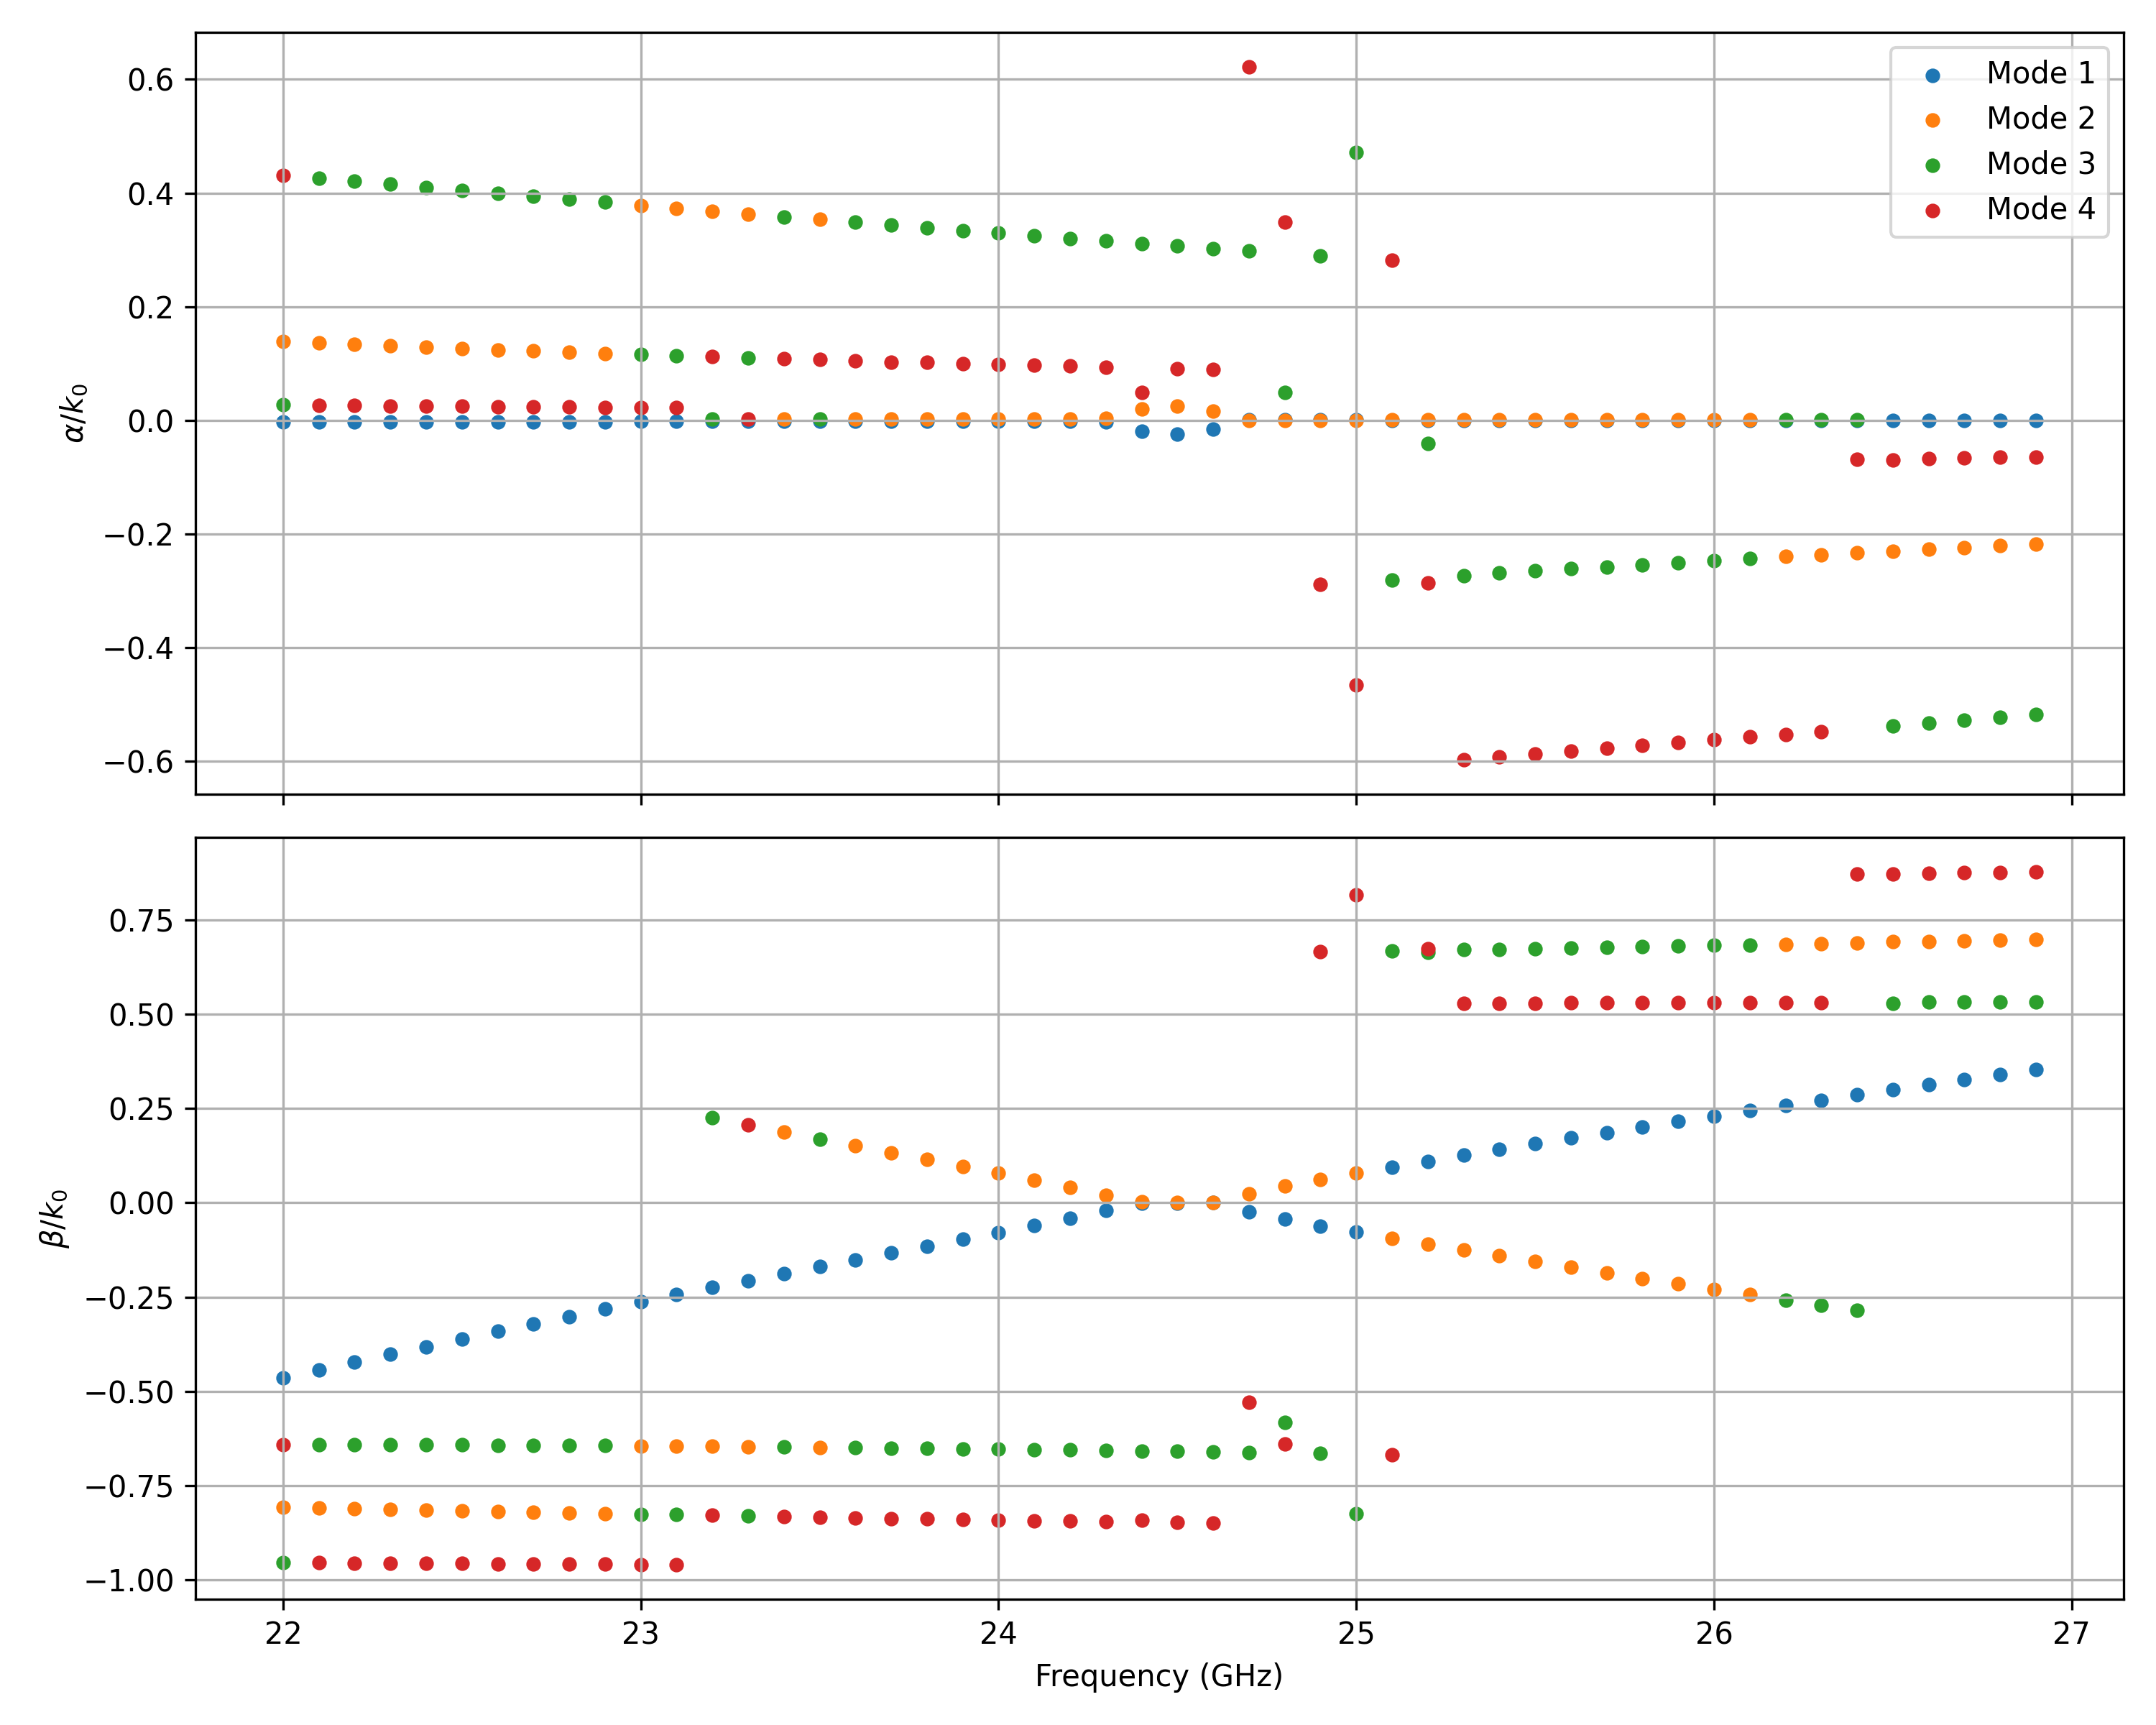 0.6
0.4
0.2
0.0
−0.2
−0.4
−0.6
α/k₀
Mode 1
Mode 2
Mode 3
Mode 4
0.75
0.50
0.25
0.00
−0.25
−0.50
−0.75
−1.00
β/k₀
22 23 24 25 26 27
Frequency (GHz)